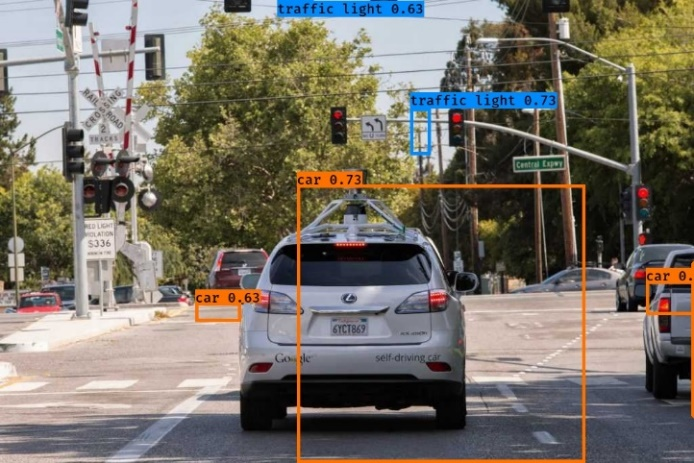 traffic light 0.63
traffic light 0.73
RAILROAD
CROSSING
2
TRACKS
Central Expwy
car 0.73
RED LIGHT
VIOLATION
$336
car 0.
car 0.63
California
6YCT869
Google
self-driving car